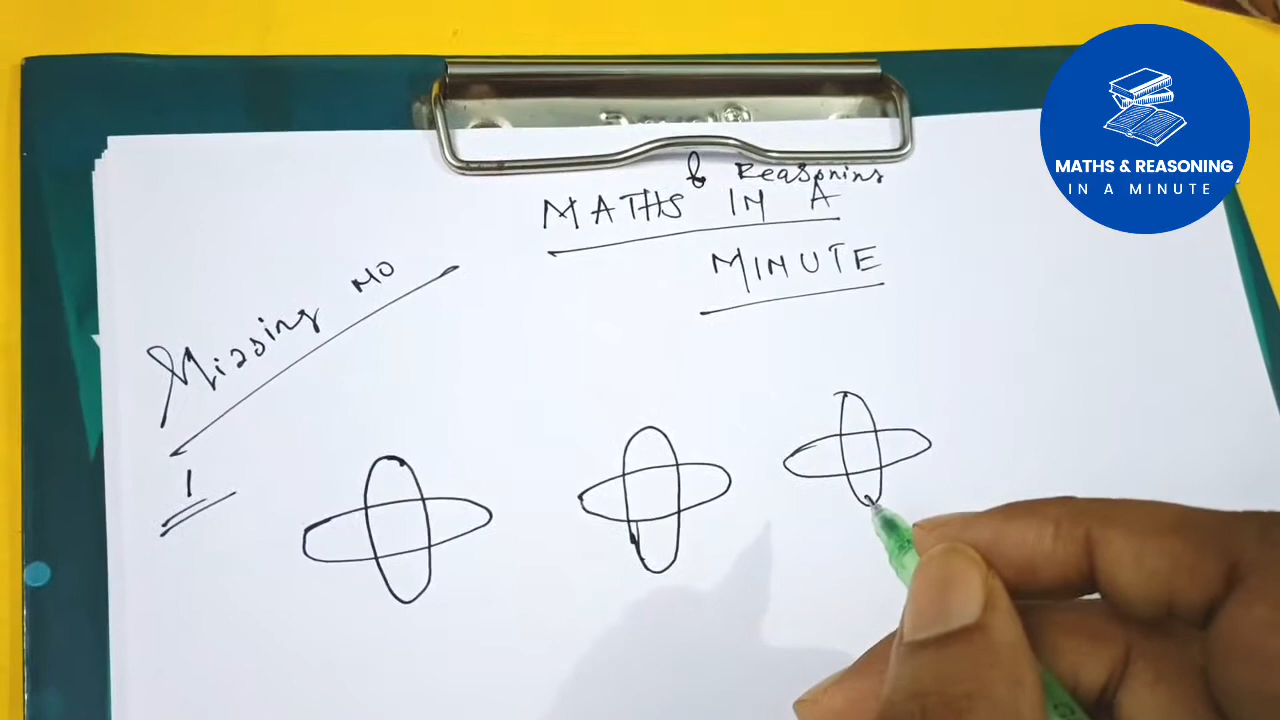 & Reasoning
MATHS IN A
MINUTE
Missing NO
1
MATHS & REASONING
IN A MINUTE